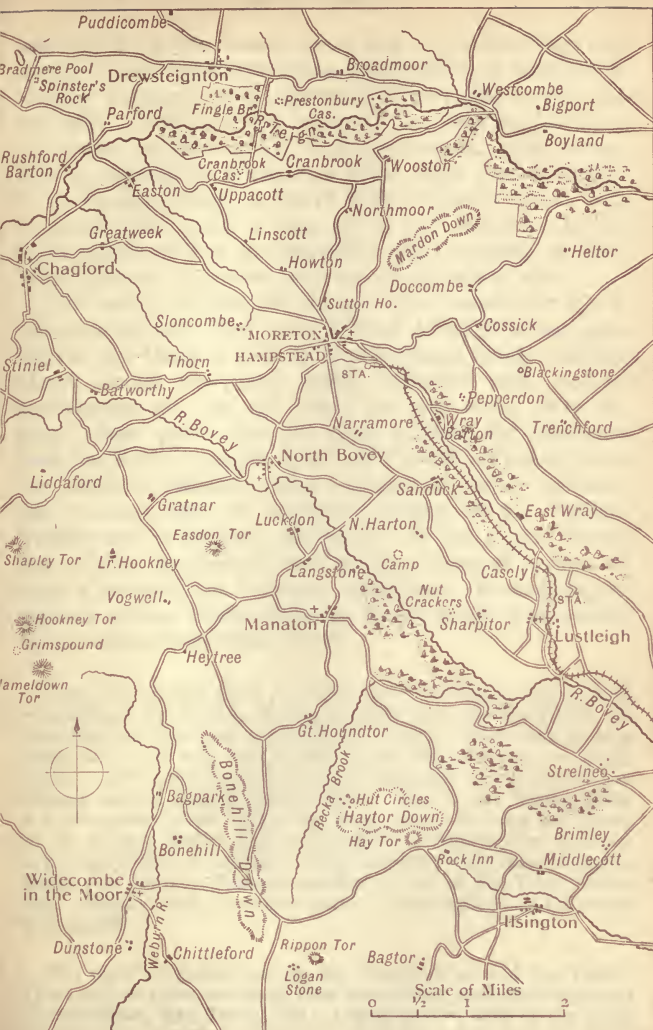 Puddicombe
Broadmoor
Drewsteignton
Bradmere Pool
Spinster's
Rock
Westcombe
Bigport
Prestonbury
Cas.
Fingle Br.
R. Teign
Parford
Boyland
Rushford
Barton
Cranbrook
Cas.
Cranbrook
Wooston
Easton
Uppacott
Northmoor
Mardon Down
Greatweek
Linscott
Heltor
Chagford
Howton
Doccombe
Sutton Ho.
Cossick
Sloncombe
MORETON
HAMPSTEAD
STA.
Stiniel
Thorn
Blackingstone
Batworthy
Pepperdon
R. Bovey
Narramore
Wray
Barton
Trenchford
North Bovey
Liddaford
Sanduck
Gratnar
East Wray
Luckdon
N. Harton
Easdon Tor
Shapley Tor
Lr. Hookney
Langstone
Camp
Casely
Vogwell
Nut
Crackers
STA.
Hookney Tor
Manaton
Sharpitor
Lustleigh
Grimspound
Heytree
Hameldown
Tor
R. Bovey
Gt. Houndtor
Bonehill Down
Becka Brook
Strelneo
Bagpark
Hut Circles
Haytor Down
Hay Tor
Brimley
Bonehill
Rock Inn
Middlecott
Widecombe
in the Moor
Ilsington
Weburn R.
Dunstone
Chittleford
Rippon Tor
Bagtor
Logan
Stone
Scale of Miles
0 ½ 1 2